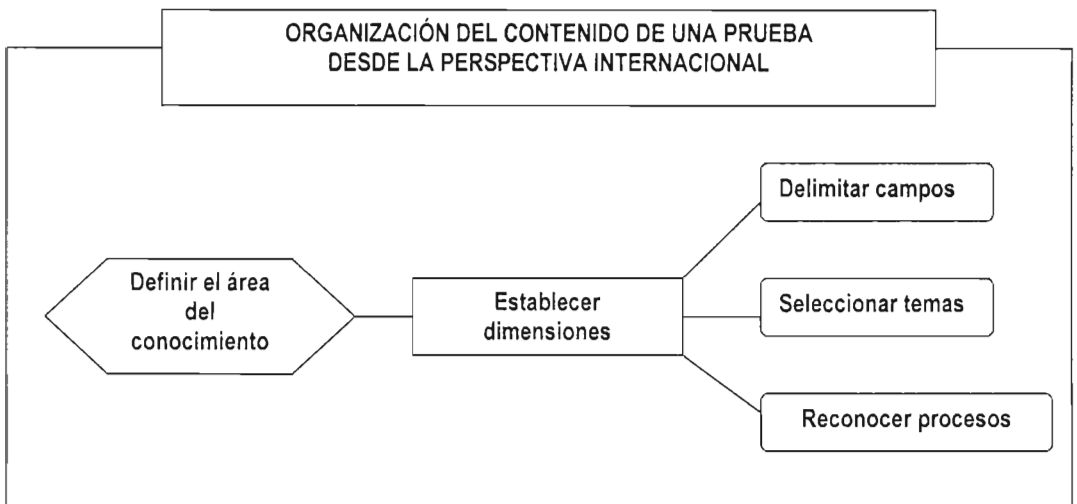 ORGANIZACIÓN DEL CONTENIDO DE UNA PRUEBA
DESDE LA PERSPECTIVA INTERNACIONAL
Delimitar campos
Definir el área
del
conocimiento
Establecer
dimensiones
Seleccionar temas
Reconocer procesos